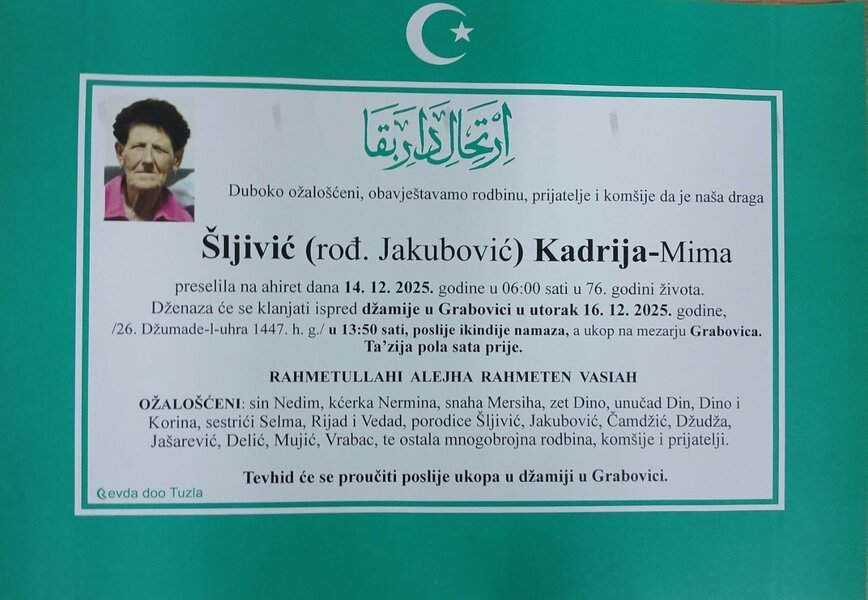 اِرْتِحَالِ دَارِ بَقَا
Duboko ožalošćeni, obavještavamo rodbinu, prijatelje i komšije da je naša draga
Šljivić (rođ. Jakubović) Kadrija-Mima
preselila na ahiret dana 14. 12. 2025. godine u 06:00 sati u 76. godini života.
Dženaza će se klanjati ispred džamije u Grabovici u utorak 16. 12. 2025. godine,
/26. Džumade-l-uhra 1447. h. g./ u 13:50 sati, poslije ikindije namaza, a ukop na mezarju Grabovica.
Ta’zija pola sata prije.
RAHMETULLAHI ALEJHA RAHMETEN VASIAH
OŽALOŠĆENI: sin Nedim, kćerka Nermina, snaha Mersiha, zet Dino, unučad Din, Dino i
Korina, sestrići Selma, Rijad i Vedad, porodice Šljivić, Jakubović, Čamdžić, Džudža,
Jašarević, Delić, Mujić, Vrabac, te ostala mnogobrojna rodbina, komšije i prijatelji.
Tevhid će se proučiti poslije ukopa u džamiji u Grabovici.
Sevda doo Tuzla